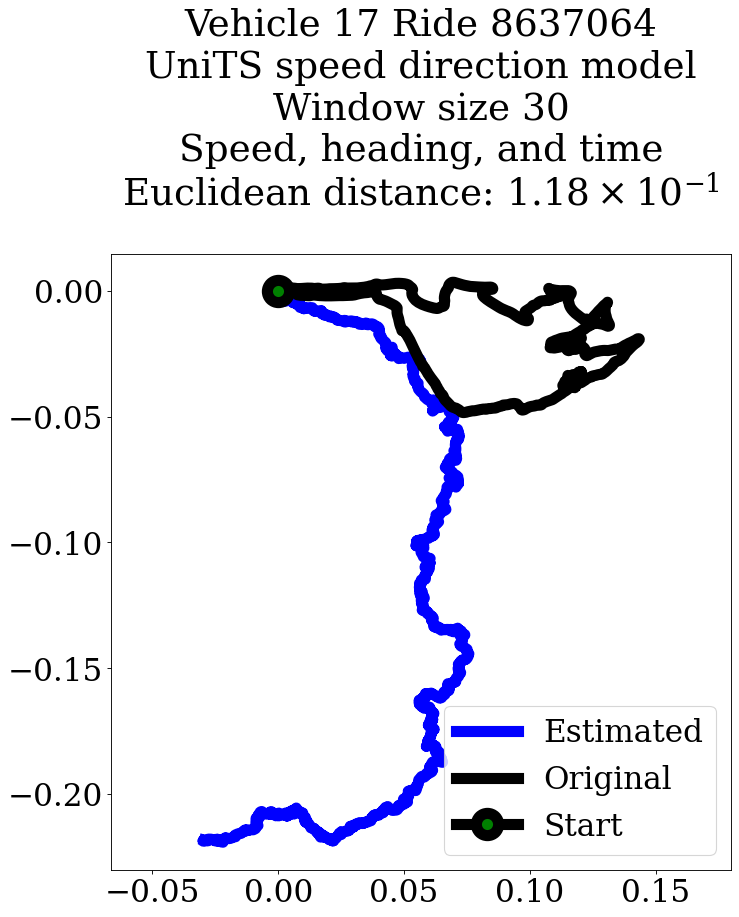 Vehicle 17 Ride 8637064
UniTS speed direction model
Window size 30
Speed, heading, and time
Euclidean distance: 1.18 × 10⁻¹
0.00
−0.05
−0.10
−0.15
−0.20
Estimated
Original
Start
−0.05 0.00 0.05 0.10 0.15